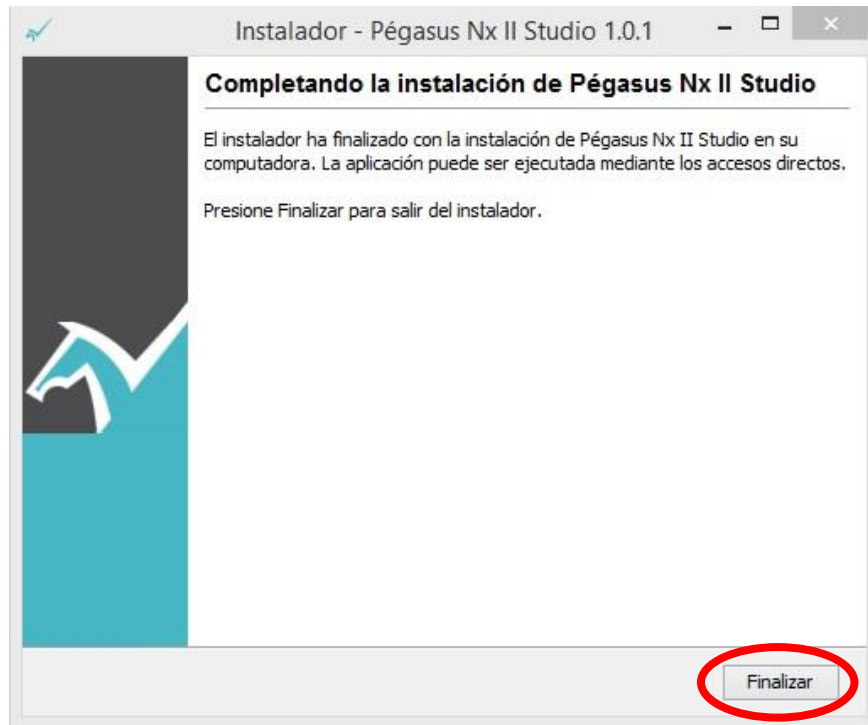 Instalador - Pégasus Nx II Studio 1.0.1
Completando la instalación de Pégasus Nx II Studio
El instalador ha finalizado con la instalación de Pégasus Nx II Studio en su
computadora. La aplicación puede ser ejecutada mediante los accesos directos.
Presione Finalizar para salir del instalador.
Finalizar